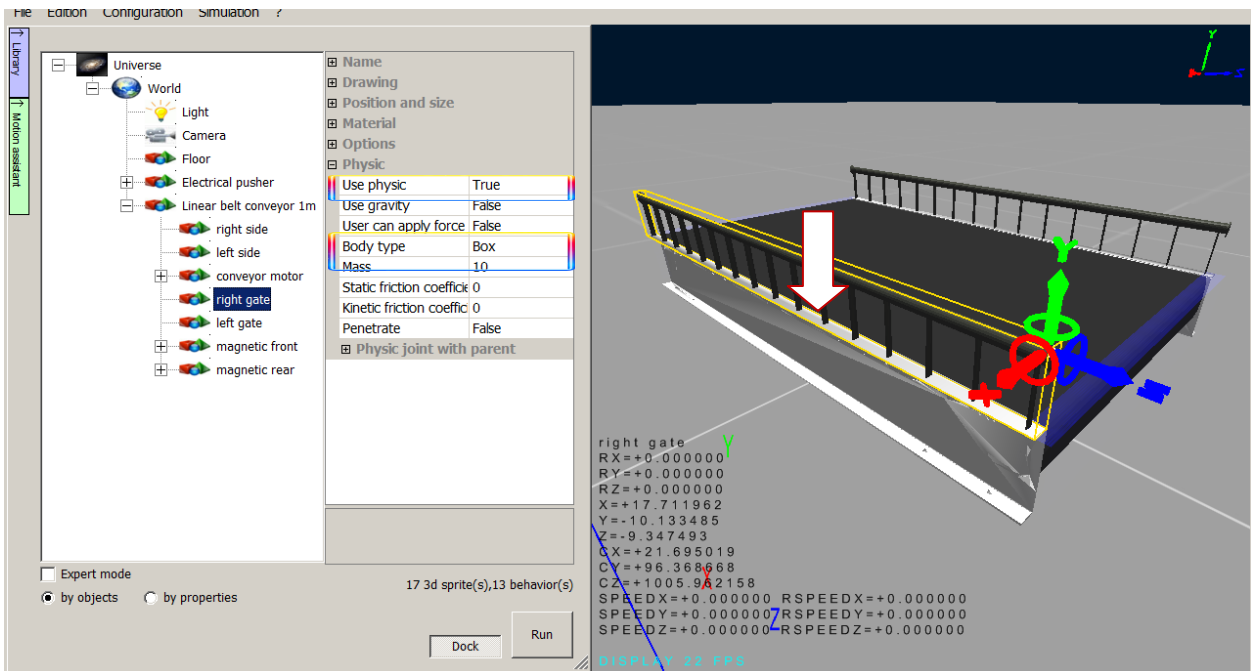 File Edition Configuration Simulation ?
↑ Library
↑ Motion assistant
Universe
World
Light
Camera
Floor
Electrical pusher
Linear belt conveyor 1m
right side
left side
conveyor motor
right gate
left gate
magnetic front
magnetic rear
Name
Drawing
Position and size
Material
Options
Physic
Use physic True
Use gravity False
User can apply force False
Body type Box
Mass 10
Static friction coefficie 0
Kinetic friction coeffic 0
Penetrate False
Physic joint with parent
Expert mode
by objects by properties
17 3d sprite(s),13 behavior(s)
Dock Run
Y
Y
X
right gate Y
RX=+0.000000
RY=+0.000000
RZ=+0.000000
X=+17.711962
Y=-10.133485
Z=-9.347493
CX=+21.695019
CY=+96.368668
X
CZ=+1005.962158
SPEEDX=+0.000000 RSPEEDX=+0.000000
SPEEDY=+0.000000 RSPEEDY=+0.000000
Z
SPEEDZ=+0.000000 RSPEEDZ=+0.000000
DISPLAY 22 FPS